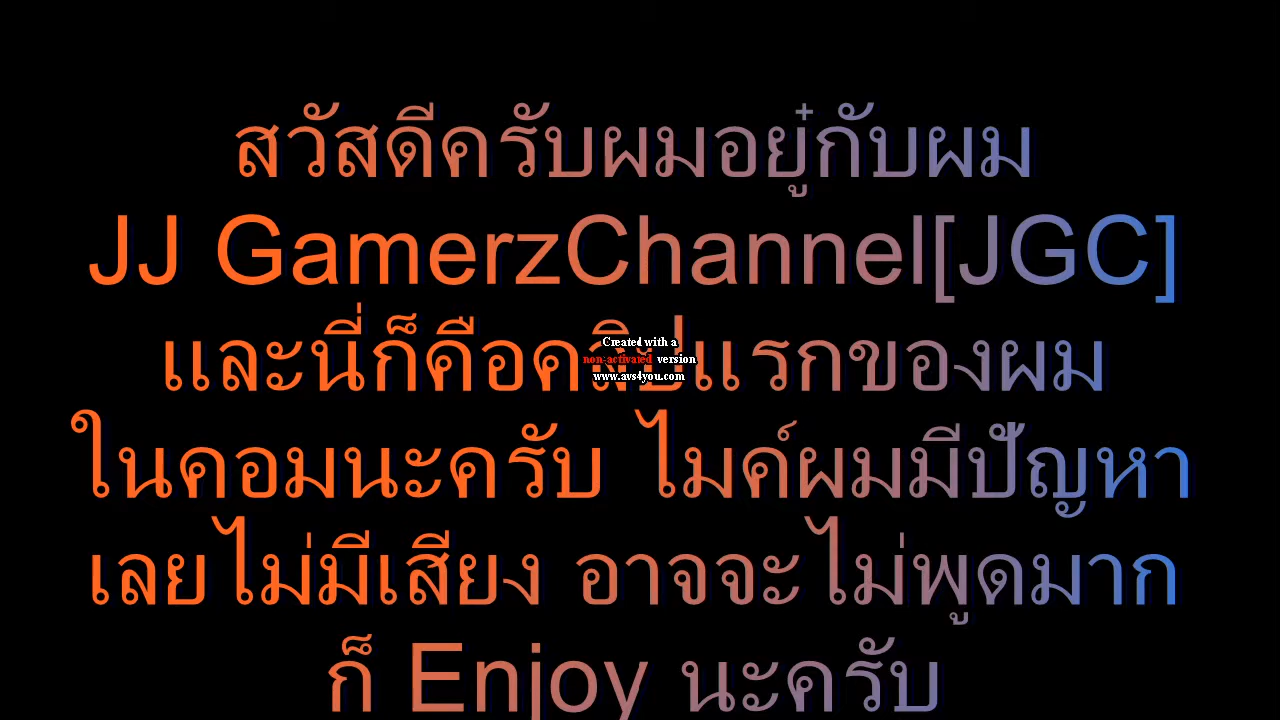 สวัสดีครับผมอยู่๋กับผม
JJ GamerzChannel[JGC]
และนี่ก็คือคลิปแรกของผม
Created with a
non-activated version
www.avs4you.com
ในคอมนะครับ ไมค์ผมมีปัญหา
เลยไม่มีเสียง อาจจะไม่พูดมาก
ก็ Enjoy นะครับ